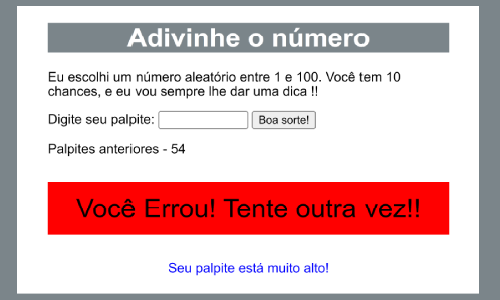 Adivinhe o número
Eu escolhi um número aleatório entre 1 e 100. Você tem 10
chances, e eu vou sempre lhe dar uma dica !!
Digite seu palpite: Boa sorte!
Palpites anteriores - 54
Você Errou! Tente outra vez!!
Seu palpite está muito alto!